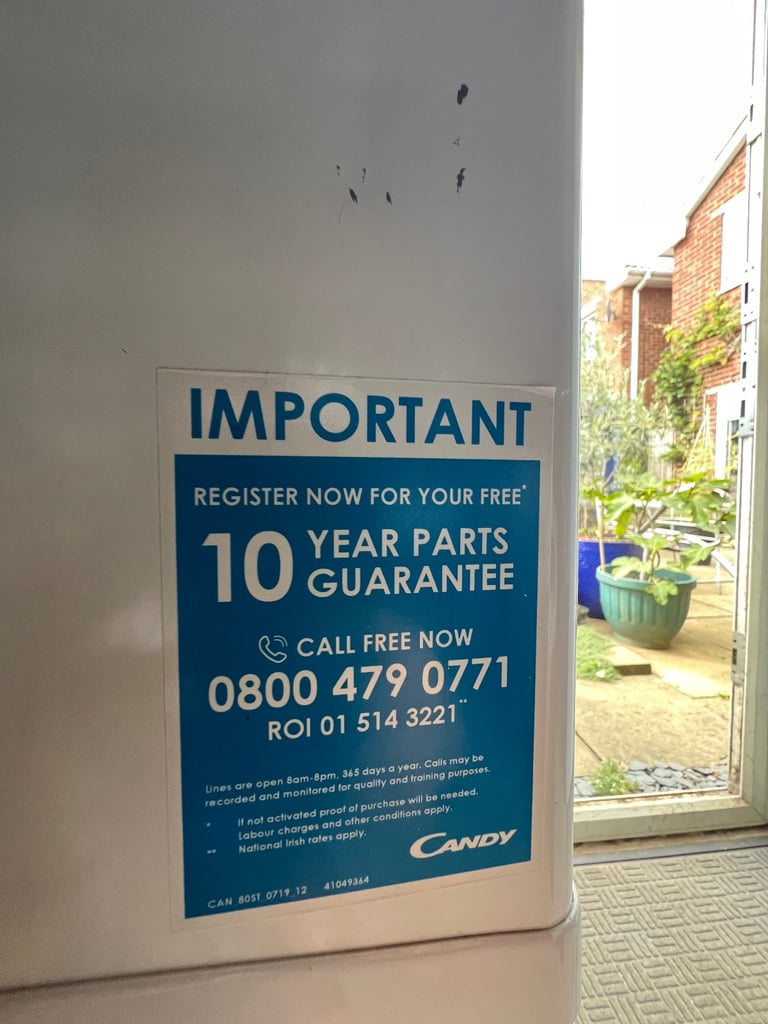 IMPORTANT
REGISTER NOW FOR YOUR FREE*
10 YEAR PARTS
GUARANTEE
CALL FREE NOW
0800 479 0771
ROI 01 514 3221**
Lines are open 8am-8pm, 365 days a year. Calls may be
recorded and monitored for quality and training purposes.
* If not activated proof of purchase will be needed.
Labour charges and other conditions apply.
** National Irish rates apply.
CANDY
CAN 80ST 0719_12 41049364